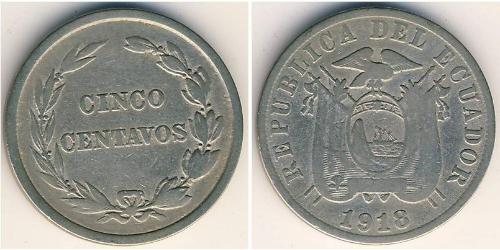 CINCO
CENTAVOS
REPUBLICA DEL ECUADOR
1918